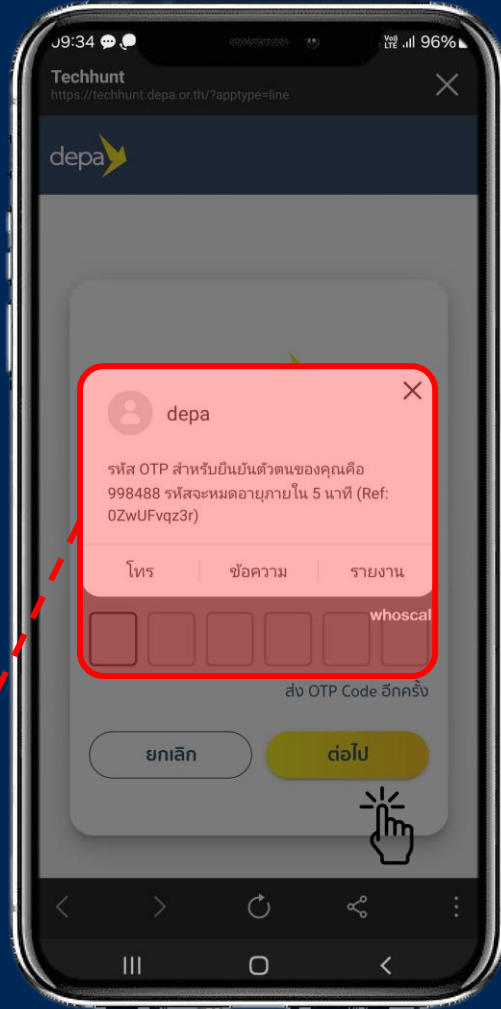 09:34
LTE 96%
Techhunt
https://techhunt.depa.or.th/?apptype=line
depa
depa
รหัส OTP สำหรับยืนยันตัวตนของคุณคือ
998488 รหัสจะหมดอายุภายใน 5 นาที (Ref:
0ZwUFvqz3r)
โทร ข้อความ รายงาน
whoscal
ส่ง OTP Code อีกครั้ง
ยกเลิก ต่อไป